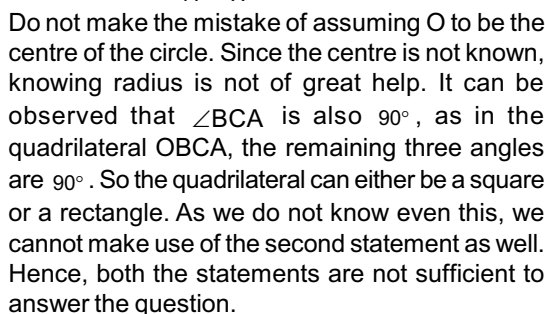 Do not make the mistake of assuming O to be the
centre of the circle. Since the centre is not known,
knowing radius is not of great help. It can be
observed that ∠BCA is also 90°, as in the
quadrilateral OBCA, the remaining three angles
are 90°. So the quadrilateral can either be a square
or a rectangle. As we do not know even this, we
cannot make use of the second statement as well.
Hence, both the statements are not sufficient to
answer the question.